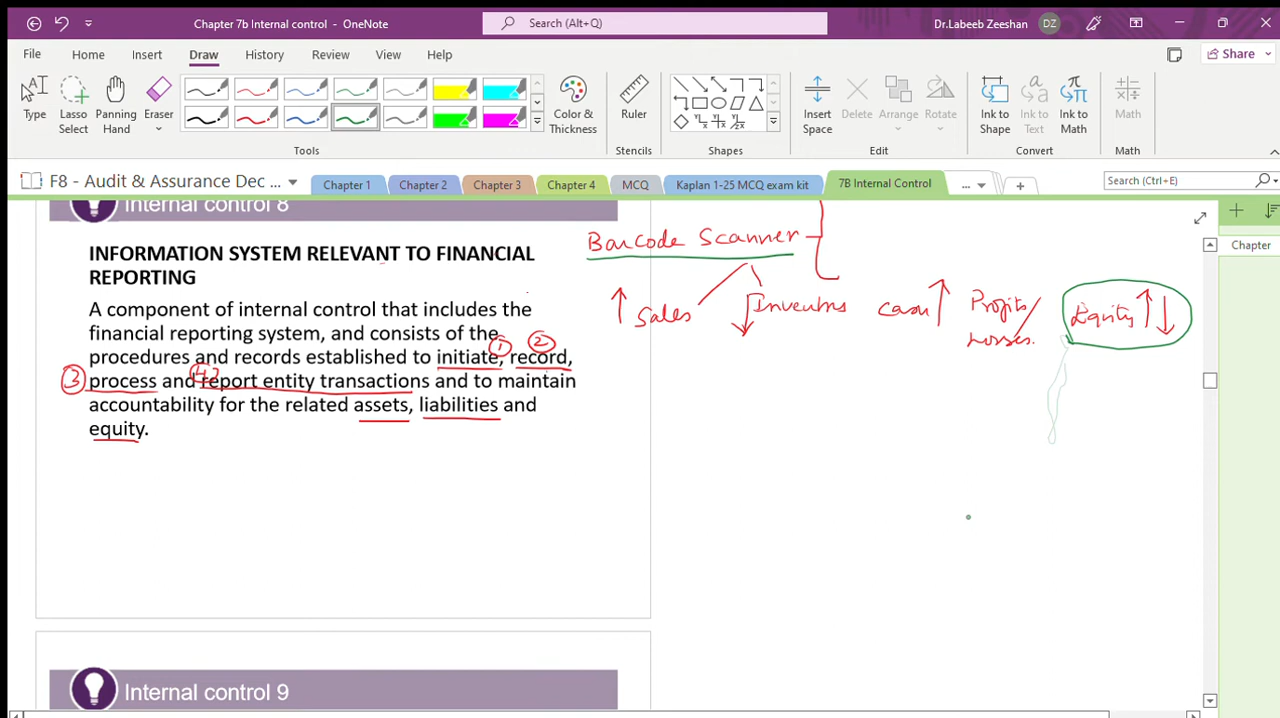 Chapter 7b Internal control - OneNote
Search (Alt+Q)
Dr.Labeeb Zeeshan
DZ
File
Home
Insert
Draw
History
Review
View
Help
Share
Type
Lasso
Select
Panning
Hand
Eraser
Color &
Thickness
Ruler
Insert
Space
Delete
Arrange
Rotate
Ink to
Shape
Ink to
Text
Ink to
Math
Math
Tools
Stencils
Shapes
Edit
Convert
Math
F8 - Audit & Assurance Dec
Chapter 1
Chapter 2
Chapter 3
Chapter 4
MCQ
Kaplan 1-25 MCQ exam kit
7B Internal Control
...
Search (Ctrl+E)
Chapter
Internal control 8
INFORMATION SYSTEM RELEVANT TO FINANCIAL
REPORTING
A component of internal control that includes the
financial reporting system, and consists of the
procedures and records established to initiate, record,
process and report entity transactions and to maintain
accountability for the related assets, liabilities and
equity.
1
2
3
4
Barcode Scanner
Sales
Cash
Profits/
Losses.
Equity
Internal control 9